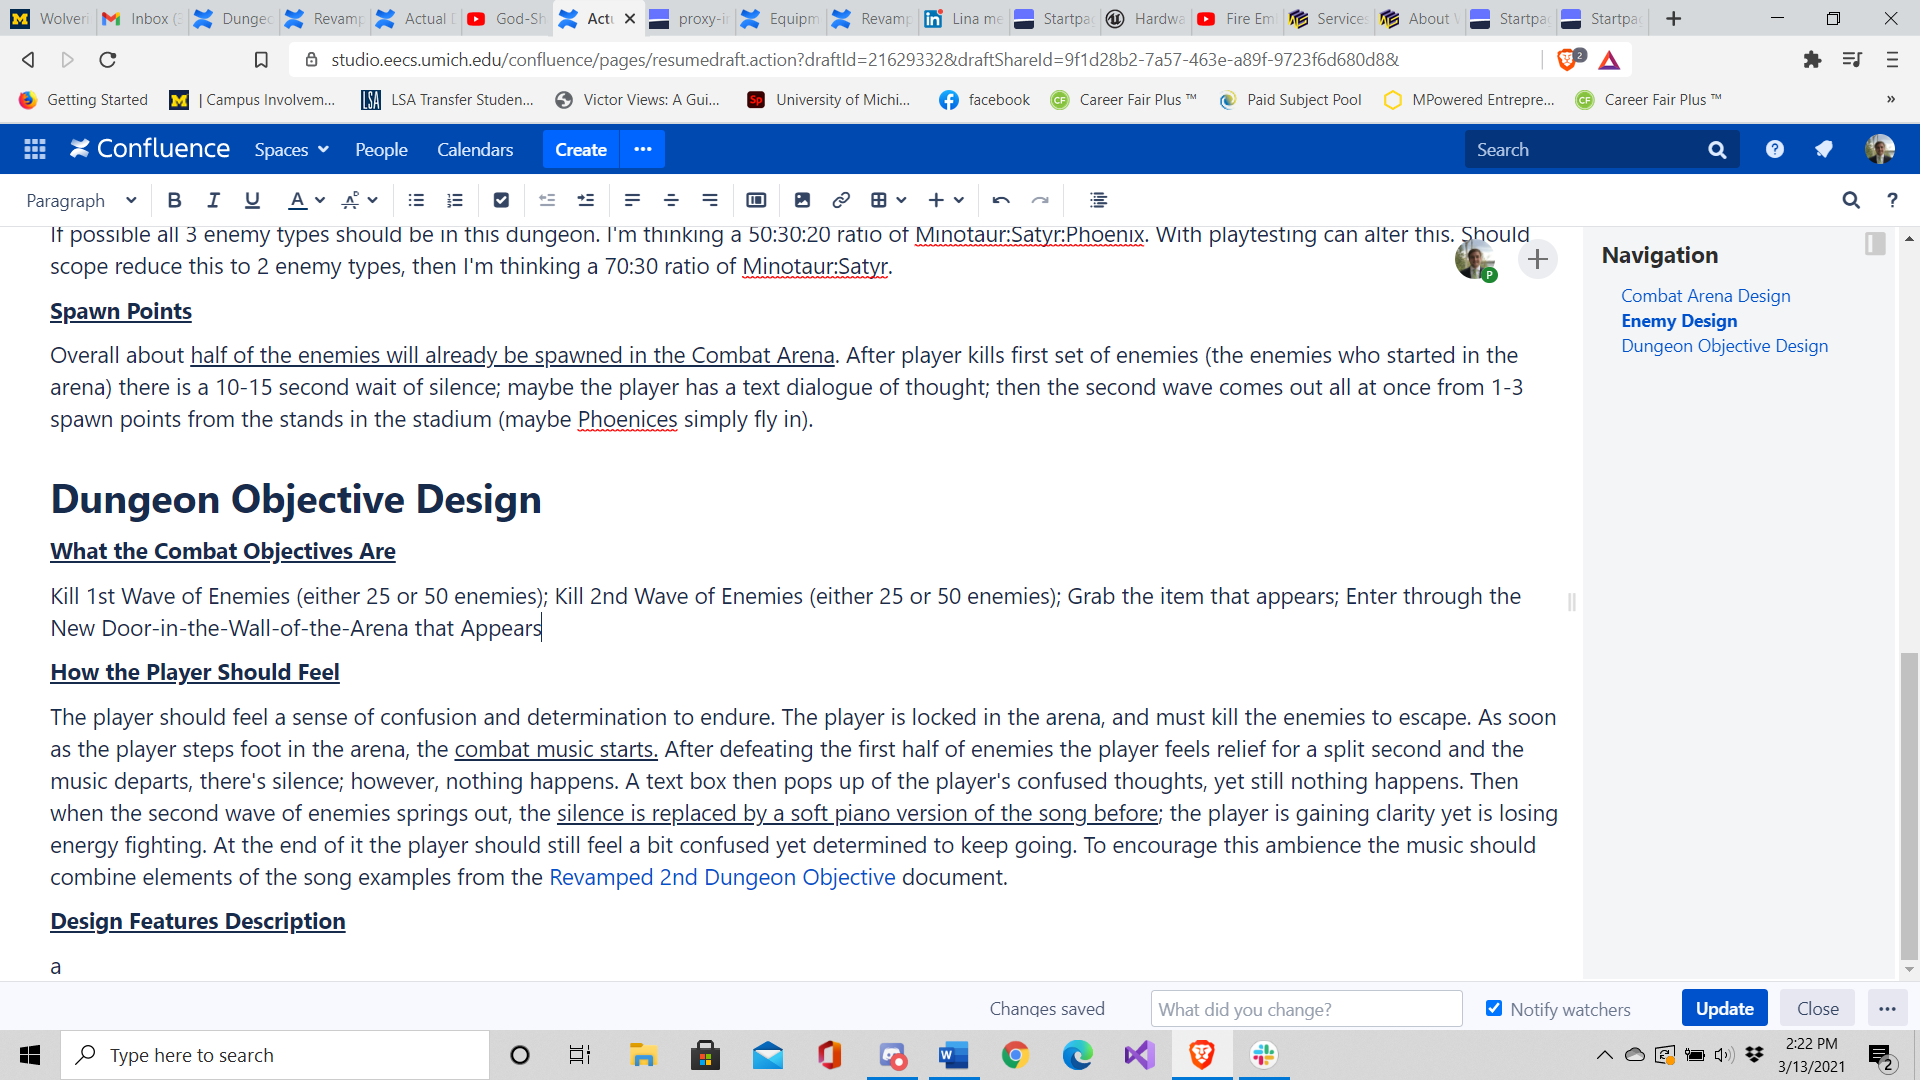 Wolveri
Inbox (3
Dungeo
Revamp
Actual D
God-Sh
Actu
proxy-in
Equipm
Revamp
Lina me
Startpag
Hardwa
Fire Em
Services
About W
Startpag
Startpag
studio.eecs.umich.edu/confluence/pages/resumedraft.action?draftId=21629332&draftShareId=9f1d28b2-7a57-463e-a89f-9723f6d680d8&
2
Getting Started
| Campus Involvem...
LSA Transfer Studen...
Victor Views: A Gui...
University of Michi...
facebook
Career Fair Plus ™
Paid Subject Pool
MPowered Entrepre...
Career Fair Plus ™
»
Confluence
Spaces
People
Calendars
Create
Search
Paragraph
B I U A
If possible all 3 enemy types should be in this dungeon. I'm thinking a 50:30:20 ratio of Minotaur:Satyr:Phoenix. With playtesting can alter this. Should
scope reduce this to 2 enemy types, then I'm thinking a 70:30 ratio of Minotaur:Satyr.
P
Spawn Points
Overall about half of the enemies will already be spawned in the Combat Arena. After player kills first set of enemies (the enemies who started in the
arena) there is a 10-15 second wait of silence; maybe the player has a text dialogue of thought; then the second wave comes out all at once from 1-3
spawn points from the stands in the stadium (maybe Phoenices simply fly in).
Dungeon Objective Design
What the Combat Objectives Are
Kill 1st Wave of Enemies (either 25 or 50 enemies); Kill 2nd Wave of Enemies (either 25 or 50 enemies); Grab the item that appears; Enter through the
New Door-in-the-Wall-of-the-Arena that Appears
How the Player Should Feel
The player should feel a sense of confusion and determination to endure. The player is locked in the arena, and must kill the enemies to escape. As soon
as the player steps foot in the arena, the combat music starts. After defeating the first half of enemies the player feels relief for a split second and the
music departs, there's silence; however, nothing happens. A text box then pops up of the player's confused thoughts, yet still nothing happens. Then
when the second wave of enemies springs out, the silence is replaced by a soft piano version of the song before; the player is gaining clarity yet is losing
energy fighting. At the end of it the player should still feel a bit confused yet determined to keep going. To encourage this ambience the music should
combine elements of the song examples from the Revamped 2nd Dungeon Objective document.
Design Features Description
a
Navigation
Combat Arena Design
Enemy Design
Dungeon Objective Design
Changes saved
What did you change?
Notify watchers
Update
Close
Type here to search
2:22 PM
3/13/2021
2